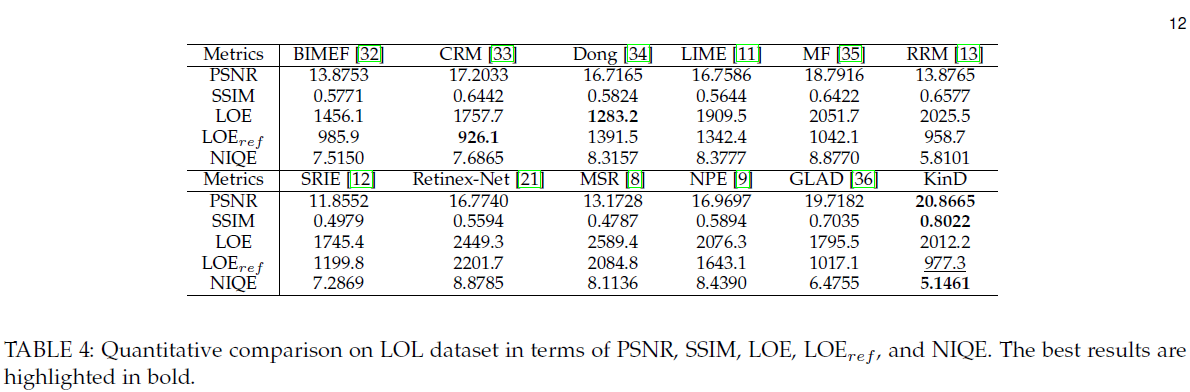 12
Metrics BIMEF [32] CRM [33] Dong [34] LIME [11] MF [35] RRM [13]
PSNR 13.8753 17.2033 16.7165 16.7586 18.7916 13.8765
SSIM 0.5771 0.6442 0.5824 0.5644 0.6422 0.6577
LOE 1456.1 1757.7 1283.2 1909.5 2051.7 2025.5
LOEref 985.9 926.1 1391.5 1342.4 1042.1 958.7
NIQE 7.5150 7.6865 8.3157 8.3777 8.8770 5.8101
Metrics SRIE [12] Retinex-Net [21] MSR [8] NPE [9] GLAD [36] KinD
PSNR 11.8552 16.7740 13.1728 16.9697 19.7182 20.8665
SSIM 0.4979 0.5594 0.4787 0.5894 0.7035 0.8022
LOE 1745.4 2449.3 2589.4 2076.3 1795.5 2012.2
LOEref 1199.8 2201.7 2084.8 1643.1 1017.1 977.3
NIQE 7.2869 8.8785 8.1136 8.4390 6.4755 5.1461
TABLE 4: Quantitative comparison on LOL dataset in terms of PSNR, SSIM, LOE, LOEref, and NIQE. The best results are
highlighted in bold.